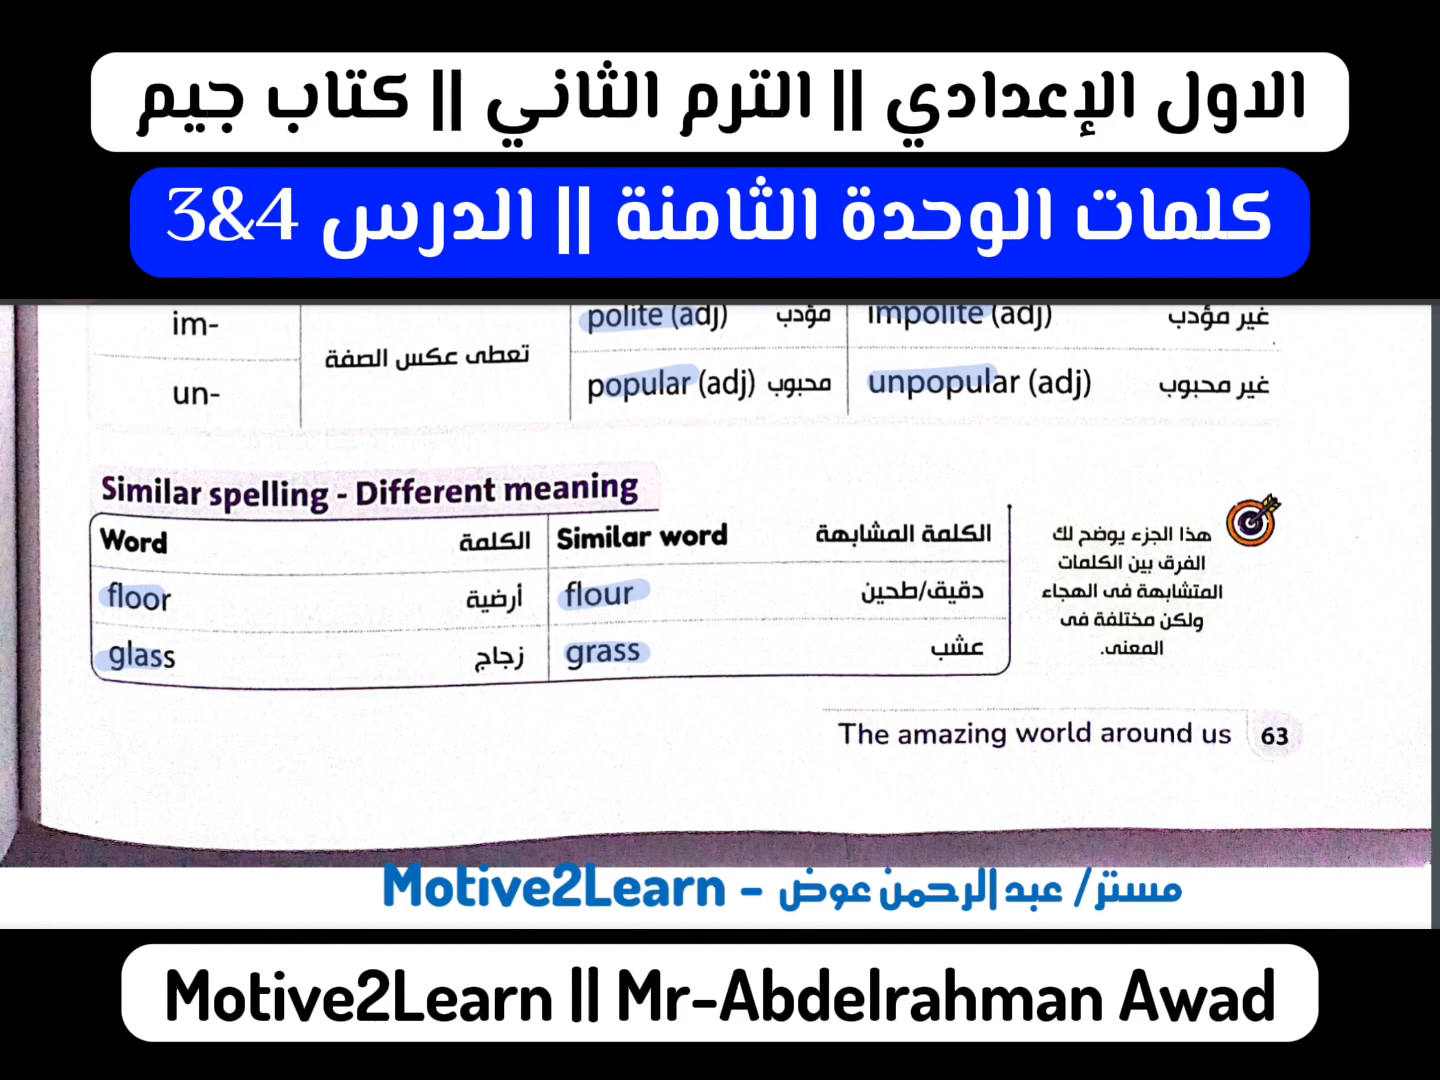 الاول الإعدادي || الترم الثاني || كتاب جيم
كلمات الوحدة الثامنة || الدرس 3&4
im- polite (adj) مؤدب impolite (adj) غير مؤدب
تعطى عكس الصفة
un- popular (adj) محبوب unpopular (adj) غير محبوب
Similar spelling - Different meaning
Word الكلمة Similar word الكلمة المشابهة
floor أرضية flour دقيق/طحين
glass زجاج grass عشب
هذا الجزء يوضح لك
الفرق بين الكلمات
المتشابهة فى الهجاء
ولكن مختلفة فى
المعنى.
The amazing world around us 63
مستر/ عبدالرحمن عوض - Motive2Learn
Motive2Learn || Mr-Abdelrahman Awad